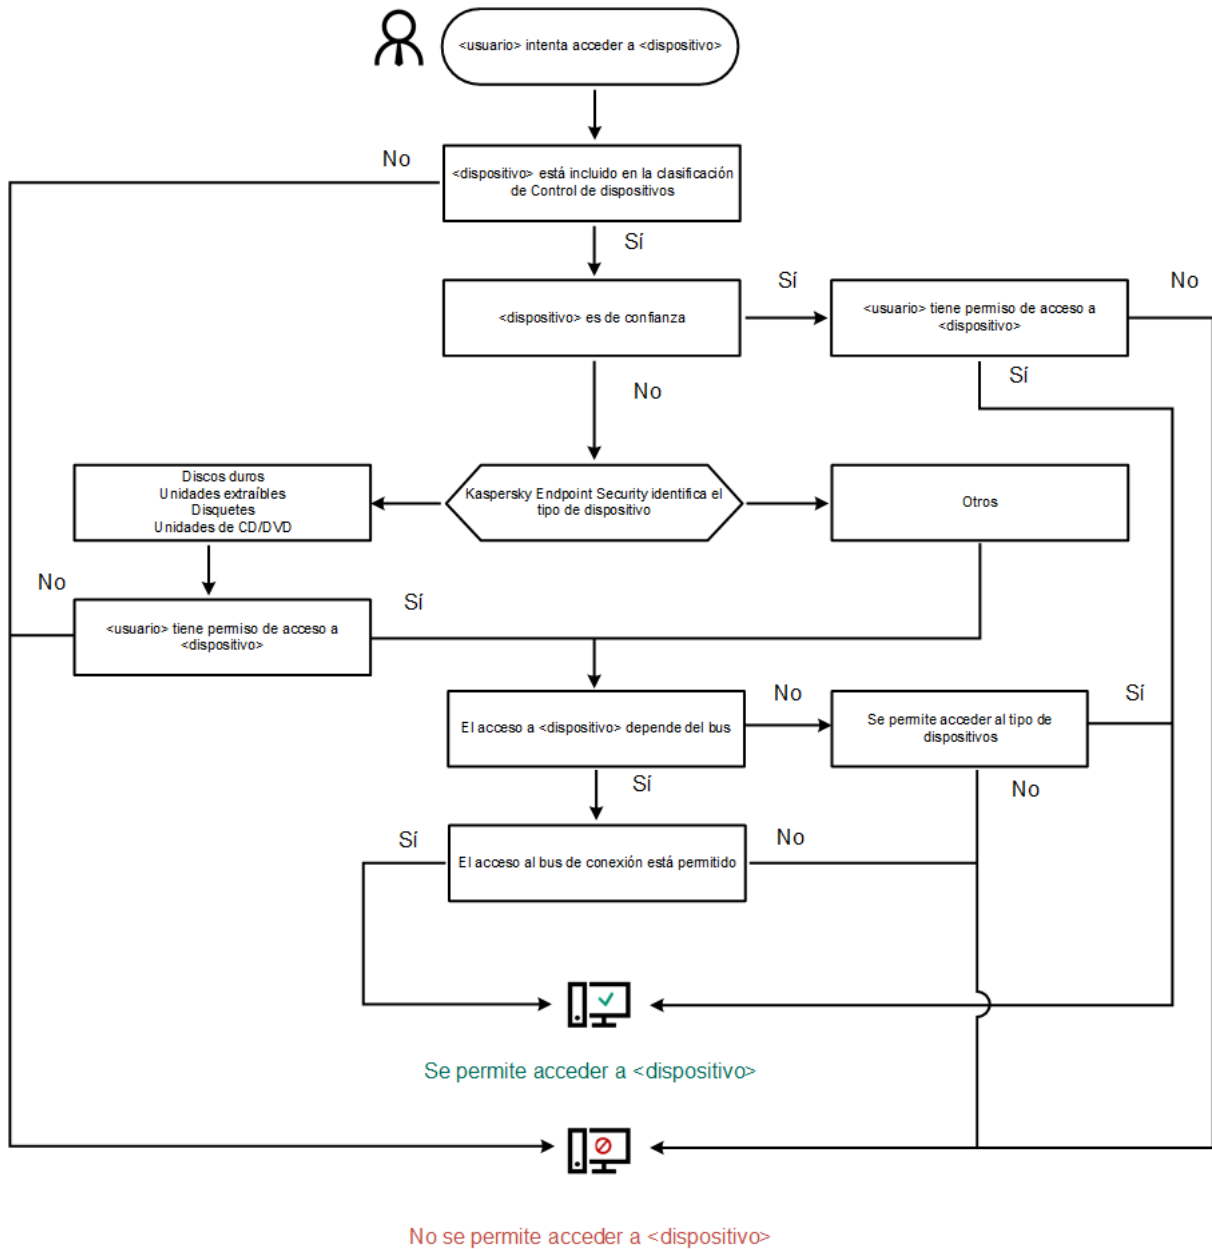 <usuario> intenta acceder a <dispositivo>
No
<dispositivo> está incluido en la clasificación
de Control de dispositivos
Sí
Sí
No
<dispositivo> es de confianza
<usuario> tiene permiso de acceso a
<dispositivo>
No
Sí
Discos duros
Unidades extraíbles
Disquetes
Unidades de CD/DVD
Kaspersky Endpoint Security identifica el
tipo de dispositivo
Otros
No
Sí
<usuario> tiene permiso de acceso a
<dispositivo>
El acceso a <dispositivo> depende del bus
No
Se permite acceder al tipo de
dispositivos
Sí
Sí
No
Sí
El acceso al bus de conexión está permitido
No
Se permite acceder a <dispositivo>
No se permite acceder a <dispositivo>